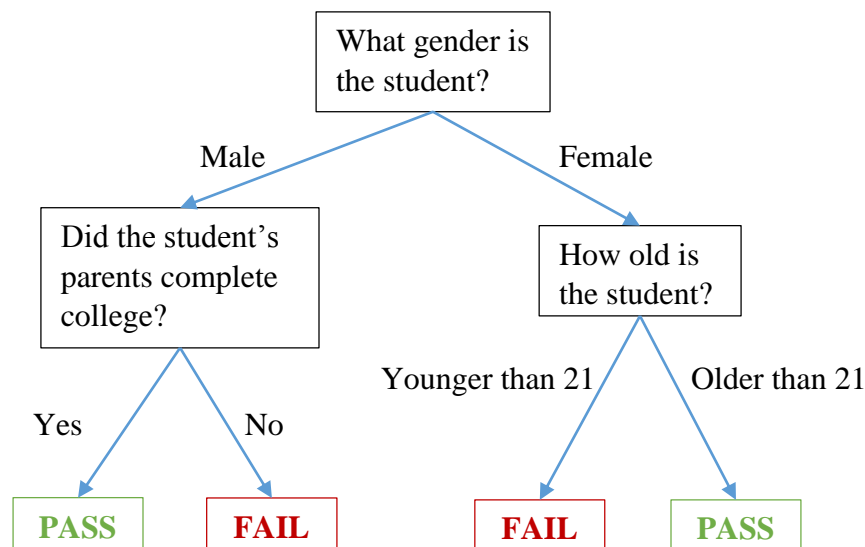 What gender is
the student?
Male
Female
Did the student’s
parents complete
college?
How old is
the student?
Younger than 21
Older than 21
Yes
No
PASS
FAIL
FAIL
PASS